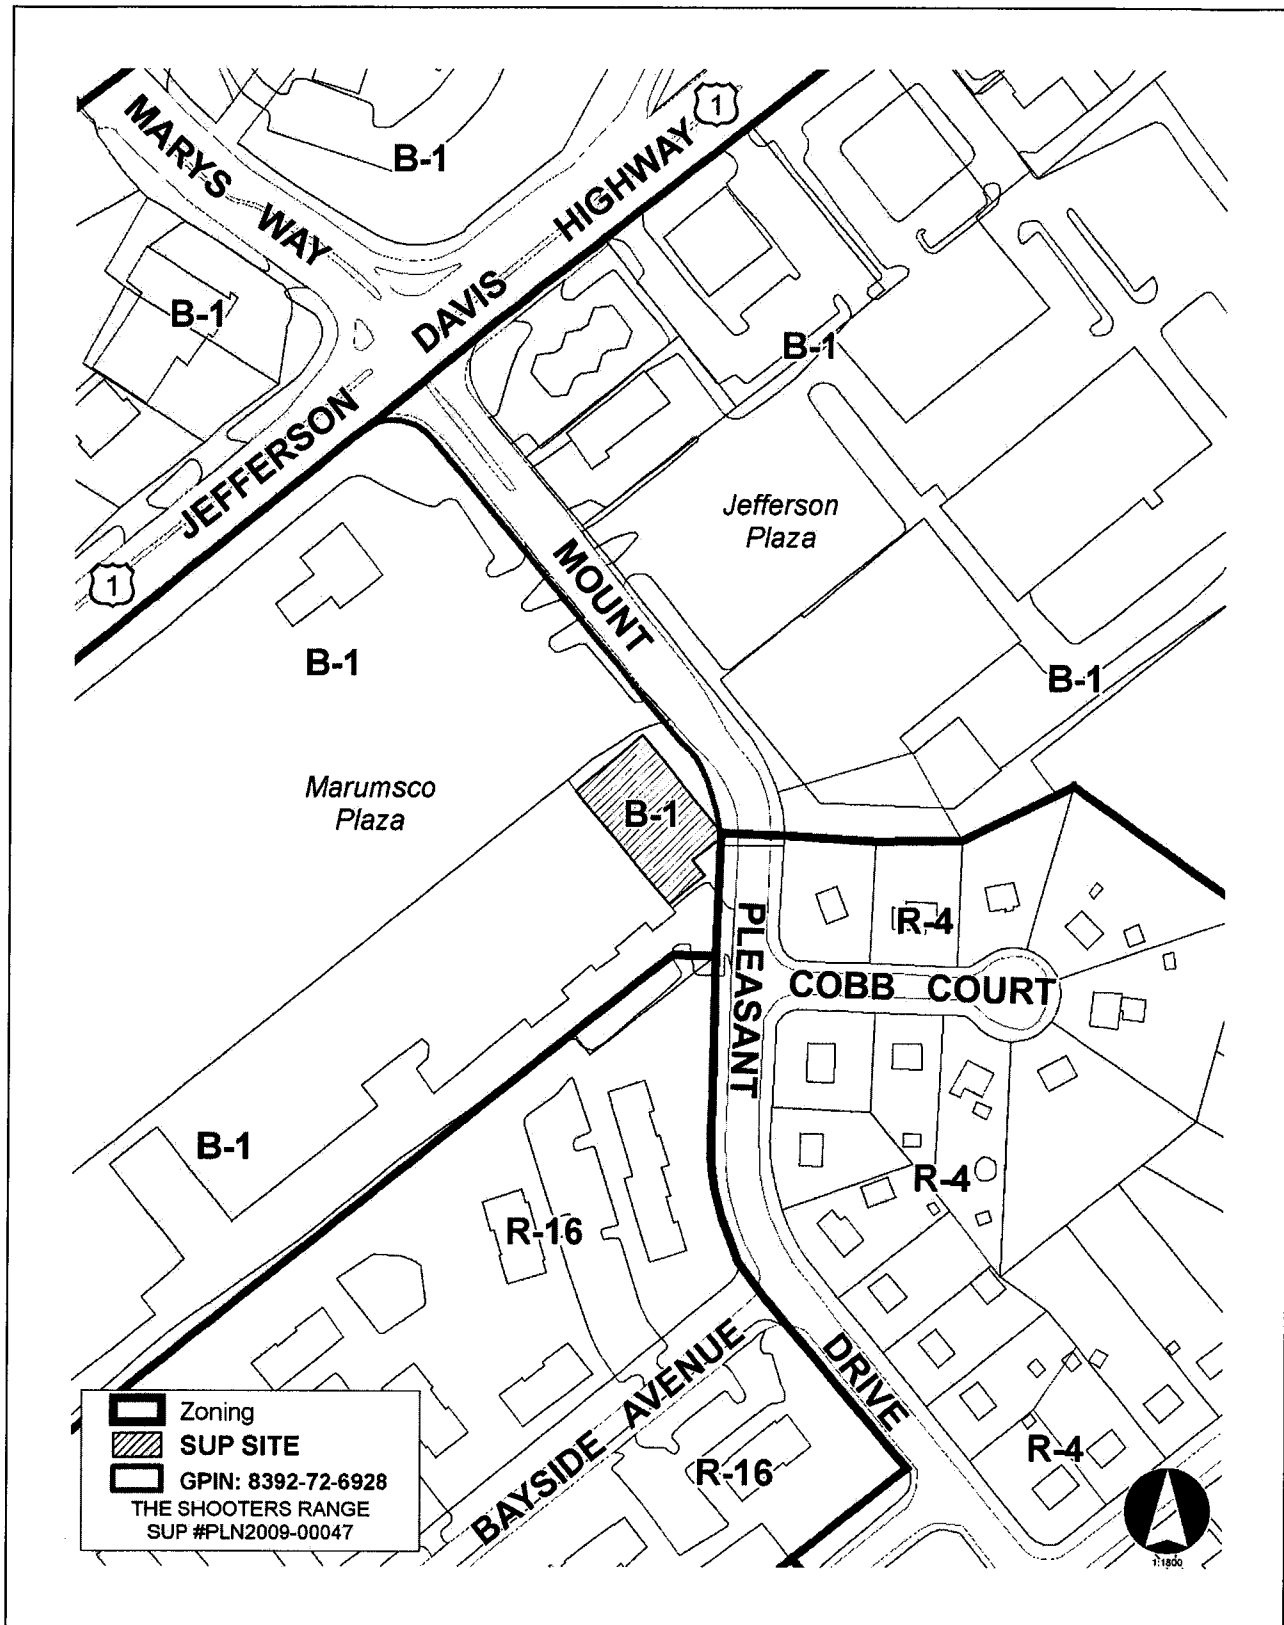 MARYS WAY
B-1
1
JEFFERSON DAVIS HIGHWAY
B-1
B-1
Jefferson
Plaza
1
MOUNT PLEASANT DRIVE
B-1
B-1
Marumsco
Plaza
B-1
R-4
COBB COURT
B-1
R-4
R-16
BAYSIDE AVENUE
R-4
R-16
Zoning
SUP SITE
GPIN: 8392-72-6928
THE SHOOTERS RANGE
SUP #PLN2009-00047
1:1800